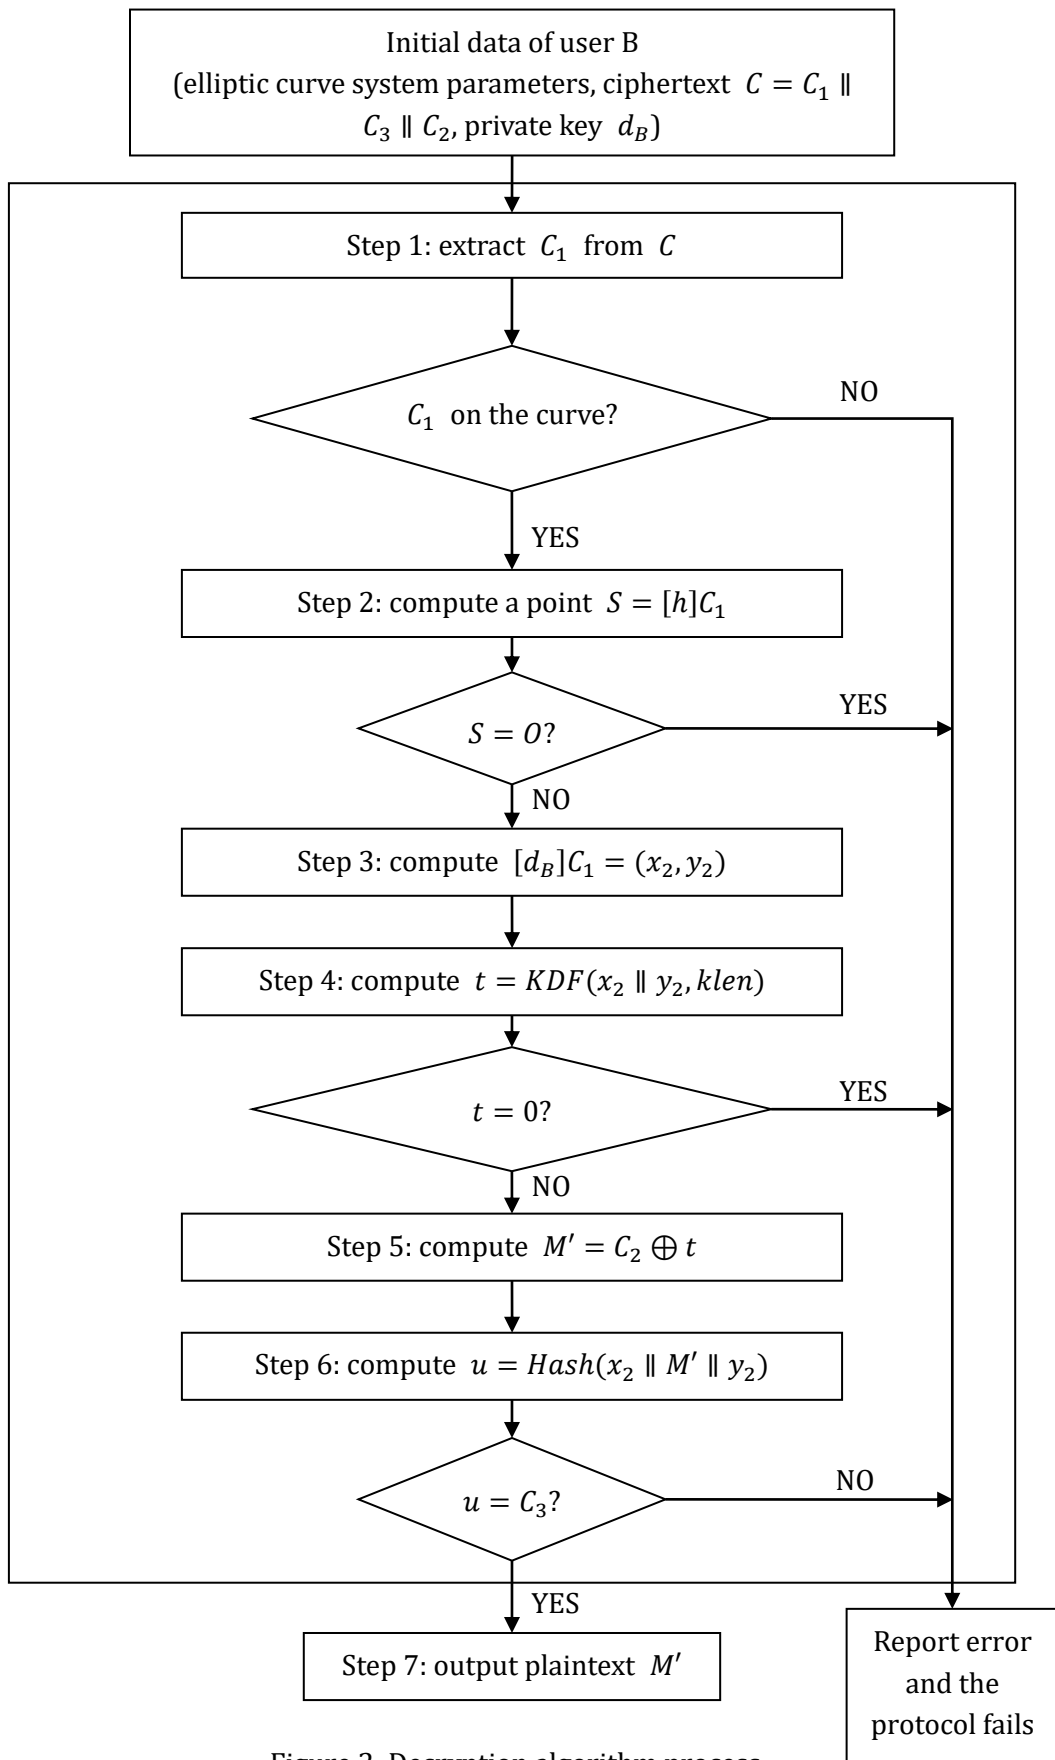 Initial data of user B
(elliptic curve system parameters, ciphertext C = C₁ ∥
C₃ ∥ C₂, private key d_B)
Step 1: extract C₁ from C
C₁ on the curve?
NO
YES
Step 2: compute a point S = [h]C₁
S = O?
YES
NO
Step 3: compute [d_B]C₁ = (x₂, y₂)
Step 4: compute t = KDF(x₂ ∥ y₂, klen)
t = 0?
YES
NO
Step 5: compute M′ = C₂ ⊕ t
Step 6: compute u = Hash(x₂ ∥ M′ ∥ y₂)
u = C₃?
NO
YES
Step 7: output plaintext M′
Report error
and the
protocol fails
Decryption algorithm process